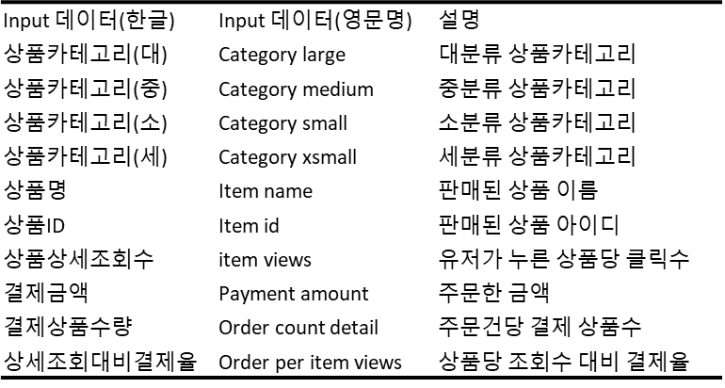 Input 데이터(한글) Input 데이터(영문명) 설명
상품카테고리(대) Category large 대분류 상품카테고리
상품카테고리(중) Category medium 중분류 상품카테고리
상품카테고리(소) Category small 소분류 상품카테고리
상품카테고리(세) Category xsmall 세분류 상품카테고리
상품명 Item name 판매된 상품 이름
상품ID Item id 판매된 상품 아이디
상품상세조회수 item views 유저가 누른 상품당 클릭수
결제금액 Payment amount 주문한 금액
결제상품수량 Order count detail 주문건당 결제 상품수
상세조회대비결제율 Order per item views 상품당 조회수 대비 결제율